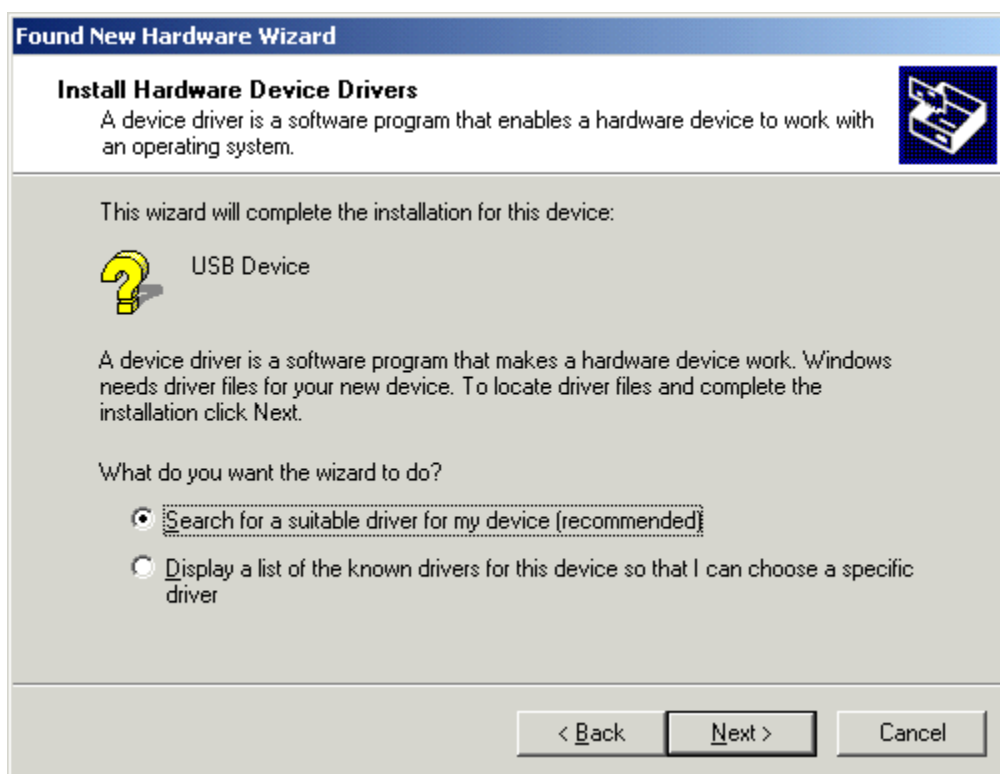 Found New Hardware Wizard
Install Hardware Device Drivers
A device driver is a software program that enables a hardware device to work with
an operating system.
This wizard will complete the installation for this device:
USB Device
A device driver is a software program that makes a hardware device work. Windows
needs driver files for your new device. To locate driver files and complete the
installation click Next.
What do you want the wizard to do?
Search for a suitable driver for my device (recommended)
Display a list of the known drivers for this device so that I can choose a specific
driver
< Back
Next >
Cancel